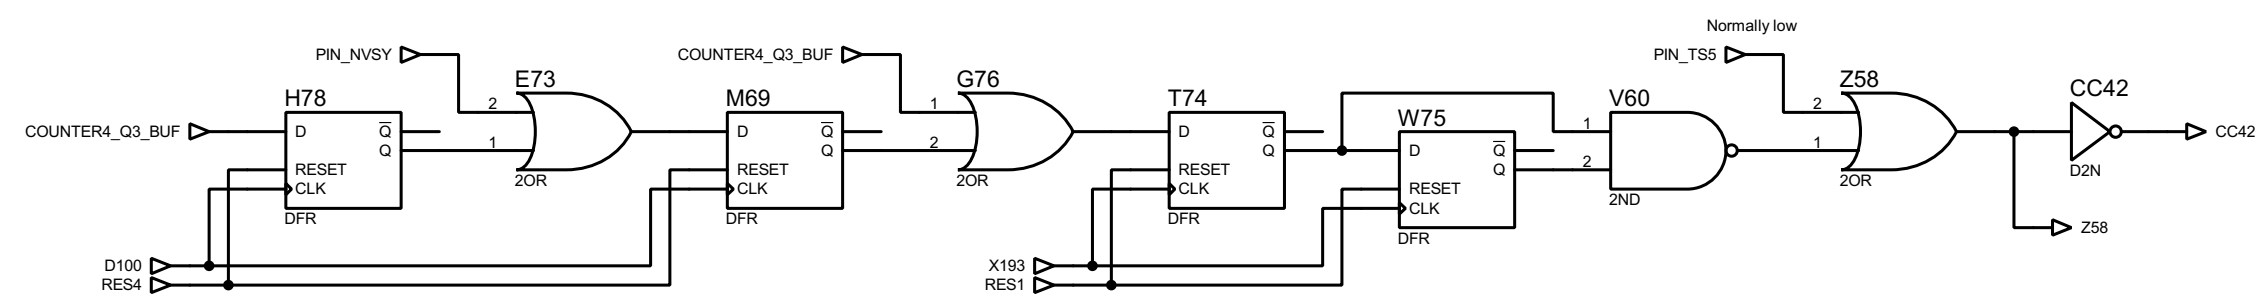 Normally low
PIN_NVSY
COUNTER4_Q3_BUF
PIN_TS5
H78
E73
M69
G76
T74
W75
V60
Z58
CC42
COUNTER4_Q3_BUF
D
Q
Q
RESET
CLK
DFR
2
1
2OR
D
Q
Q
RESET
CLK
DFR
1
2
2OR
D
Q
Q
RESET
CLK
DFR
D
Q
Q
RESET
CLK
DFR
1
2
2ND
2
1
2OR
D2N
CC42
Z58
D100
RES4
X193
RES1